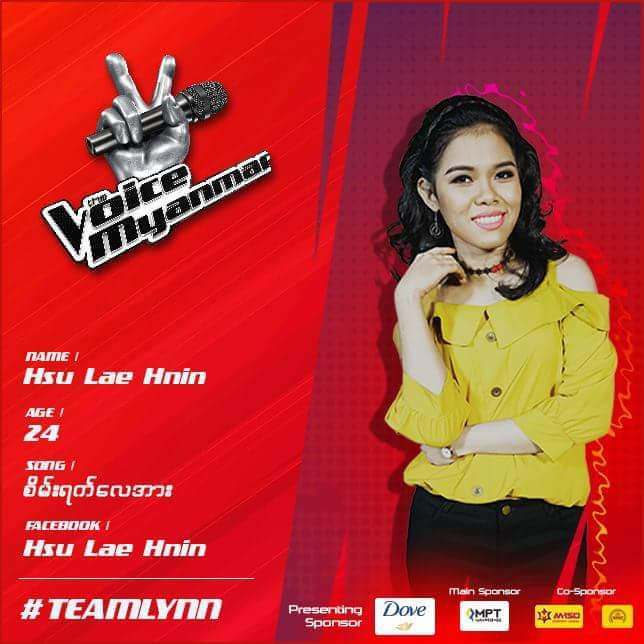 The
Voice
Myanmar
NAME /
Hsu Lae Hnin
AGE /
24
SONG /
စိမ်းရက်လေအား
FACEBOOK /
Hsu Lae Hnin
#TEAMLYNN
Presenting
Sponsor
Dove
Main Sponsor
MPT
Co-Sponsor